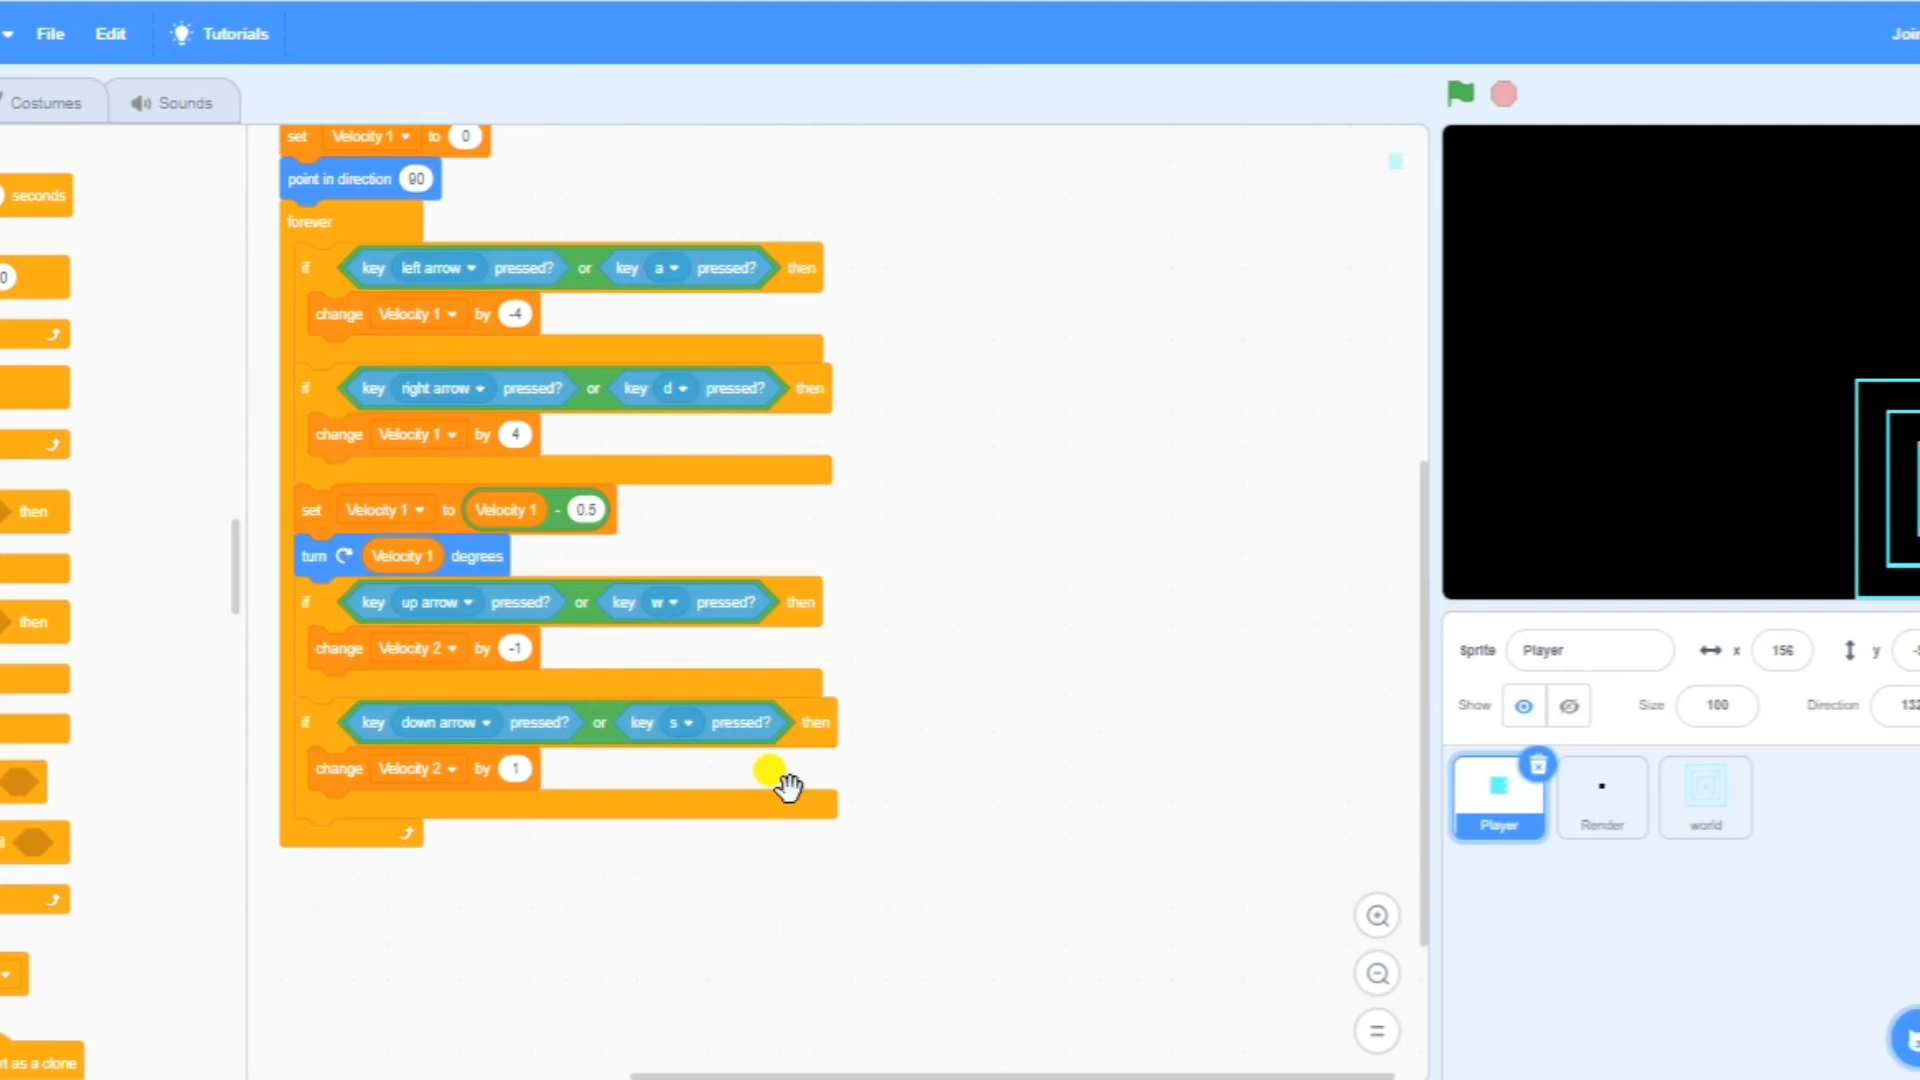 File Edit Tutorials
Costumes Sounds
set Velocity 1 to 0
point in direction 90
seconds
forever
if key left arrow pressed? or key a pressed? then
0
change Velocity 1 by -4
if key right arrow pressed? or key d pressed? then
change Velocity 1 by 4
set Velocity 1 to Velocity 1 - 0.5
then
turn Velocity 1 degrees
if key up arrow pressed? or key w pressed? then
then
change Velocity 2 by -1
Sprite Player x 156 y
Show Size 100 Direction 132
if key down arrow pressed? or key s pressed? then
change Velocity 2 by 1
Player Render world
as a clone